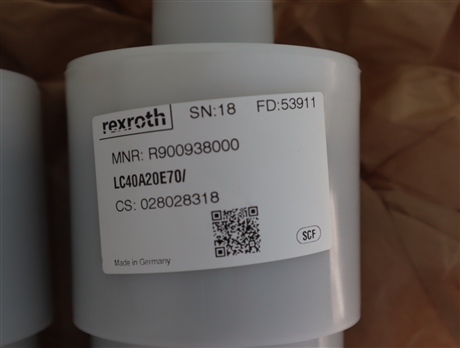 rexroth SN:18 FD:53911
MNR: R900938000
LC40A20E70/
CS: 028028318
SCF
Made in Germany